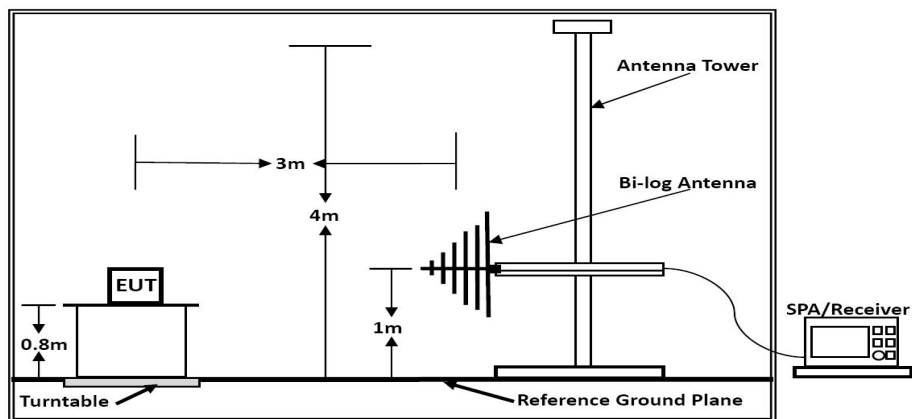 Antenna Tower
3m
Bi-log Antenna
4m
EUT
SPA/Receiver
0.8m
1m
Turntable
Reference Ground Plane